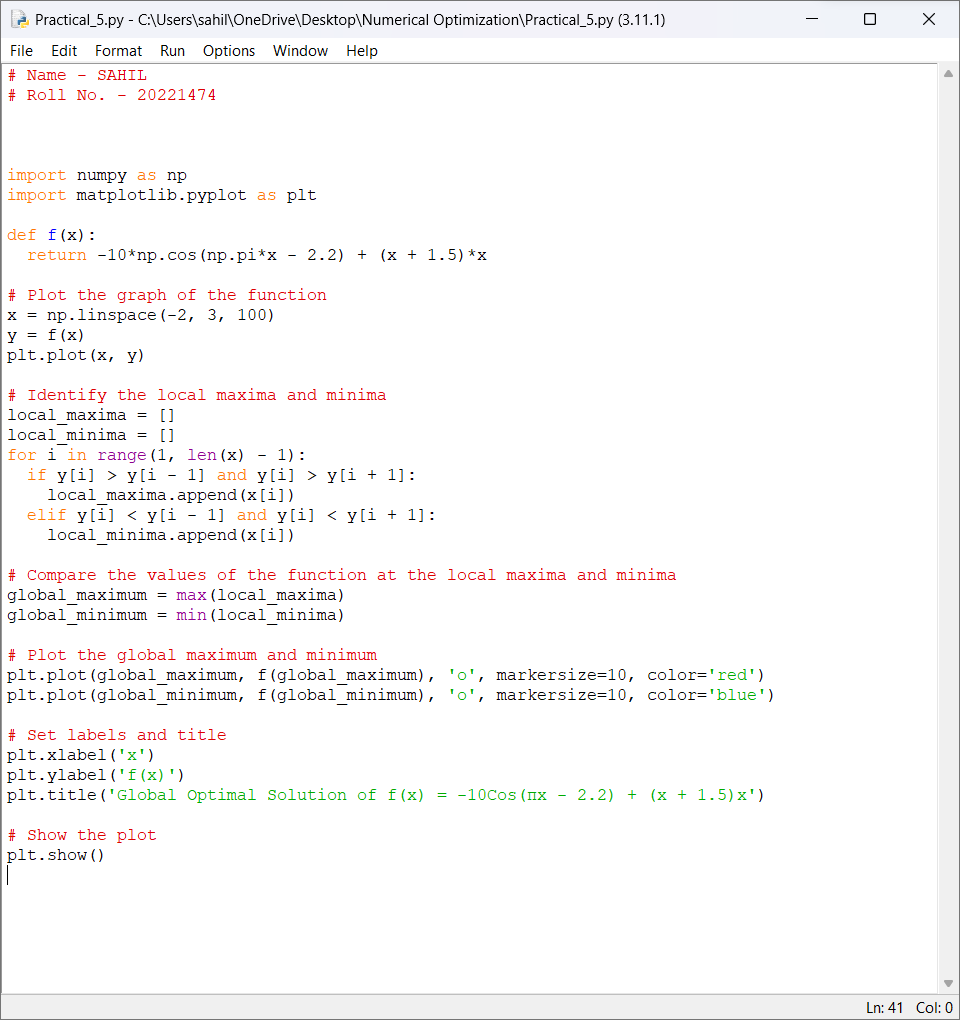 Practical_5.py - C:\Users\sahil\OneDrive\Desktop\Numerical Optimization\Practical_5.py (3.11.1)
File Edit Format Run Options Window Help
# Name - SAHIL
# Roll No. - 20221474
import numpy as np
import matplotlib.pyplot as plt
def f(x):
  return -10*np.cos(np.pi*x - 2.2) + (x + 1.5)*x
# Plot the graph of the function
x = np.linspace(-2, 3, 100)
y = f(x)
plt.plot(x, y)
# Identify the local maxima and minima
local_maxima = []
local_minima = []
for i in range(1, len(x) - 1):
  if y[i] > y[i - 1] and y[i] > y[i + 1]:
    local_maxima.append(x[i])
  elif y[i] < y[i - 1] and y[i] < y[i + 1]:
    local_minima.append(x[i])
# Compare the values of the function at the local maxima and minima
global_maximum = max(local_maxima)
global_minimum = min(local_minima)
# Plot the global maximum and minimum
plt.plot(global_maximum, f(global_maximum), 'o', markersize=10, color='red')
plt.plot(global_minimum, f(global_minimum), 'o', markersize=10, color='blue')
# Set labels and title
plt.xlabel('x')
plt.ylabel('f(x)')
plt.title('Global Optimal Solution of f(x) = -10Cos(πx - 2.2) + (x + 1.5)x')
# Show the plot
plt.show()
Ln: 41 Col: 0